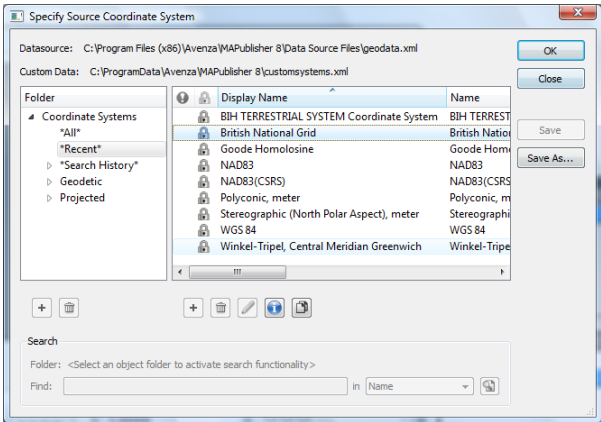 Specify Source Coordinate System
Datasource: C:\Program Files (x86)\Avenza\MAPublisher 8\Data Source Files\geodata.xml
OK
Custom Data: C:\ProgramData\Avenza\MAPublisher 8\customsystems.xml
Close
Folder
Display Name
Name
Coordinate Systems
*All*
*Recent*
*Search History*
Geodetic
Projected
BIH TERRESTRIAL SYSTEM Coordinate System BIH TERREST
British National Grid British Nation
Goode Homolosine Goode Hom
NAD83 NAD83
NAD83(CSRS) NAD83(CSRS
Polyconic, meter Polyconic, m
Stereographic (North Polar Aspect), meter Stereographi
WGS 84 WGS 84
Winkel-Tripel, Central Meridian Greenwich Winkel-Tripe
Save
Save As...
Search
Folder: <Select an object folder to activate search functionality>
Find: in Name